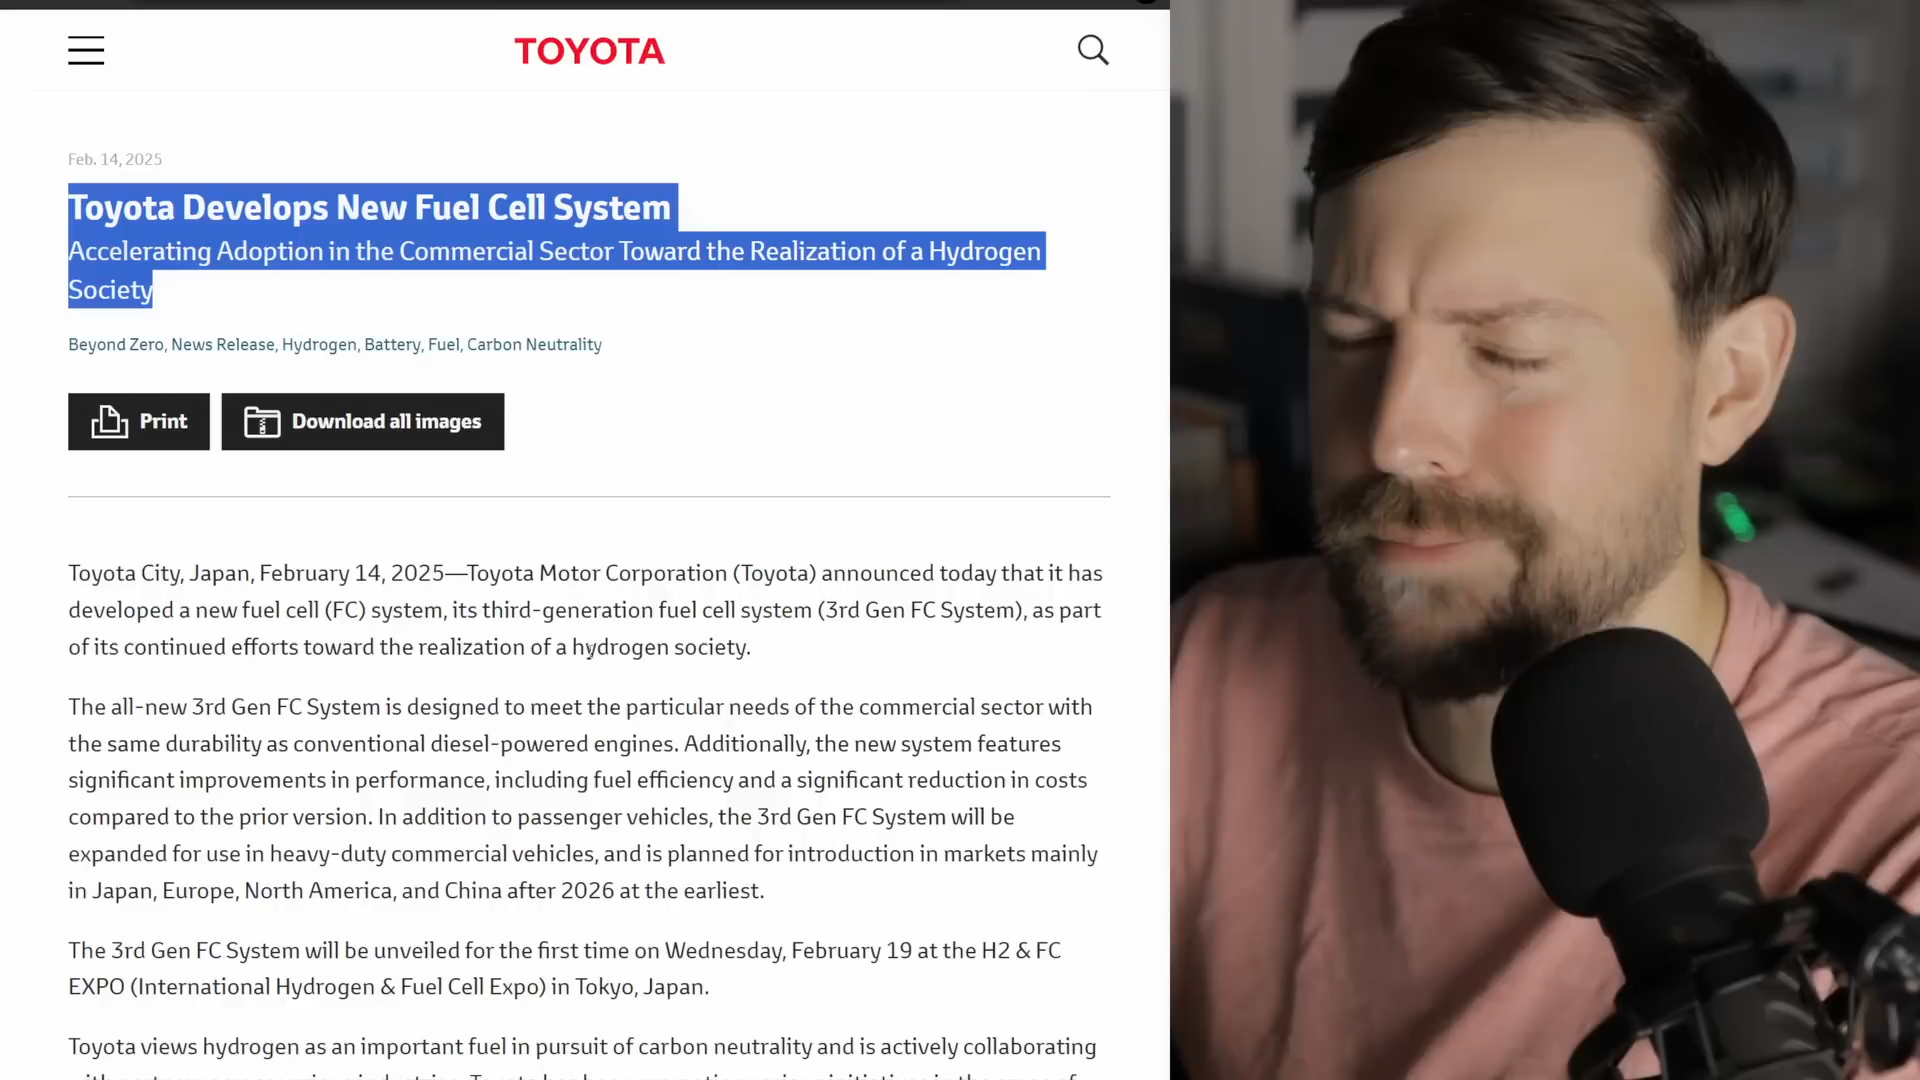 TOYOTA
Feb. 14, 2025
Toyota Develops New Fuel Cell System
Accelerating Adoption in the Commercial Sector Toward the Realization of a Hydrogen
Society
Beyond Zero, News Release, Hydrogen, Battery, Fuel, Carbon Neutrality
Print
Download all images
Toyota City, Japan, February 14, 2025—Toyota Motor Corporation (Toyota) announced today that it has
developed a new fuel cell (FC) system, its third-generation fuel cell system (3rd Gen FC System), as part
of its continued efforts toward the realization of a hydrogen society.
The all-new 3rd Gen FC System is designed to meet the particular needs of the commercial sector with
the same durability as conventional diesel-powered engines. Additionally, the new system features
significant improvements in performance, including fuel efficiency and a significant reduction in costs
compared to the prior version. In addition to passenger vehicles, the 3rd Gen FC System will be
expanded for use in heavy-duty commercial vehicles, and is planned for introduction in markets mainly
in Japan, Europe, North America, and China after 2026 at the earliest.
The 3rd Gen FC System will be unveiled for the first time on Wednesday, February 19 at the H2 & FC
EXPO (International Hydrogen & Fuel Cell Expo) in Tokyo, Japan.
Toyota views hydrogen as an important fuel in pursuit of carbon neutrality and is actively collaborating